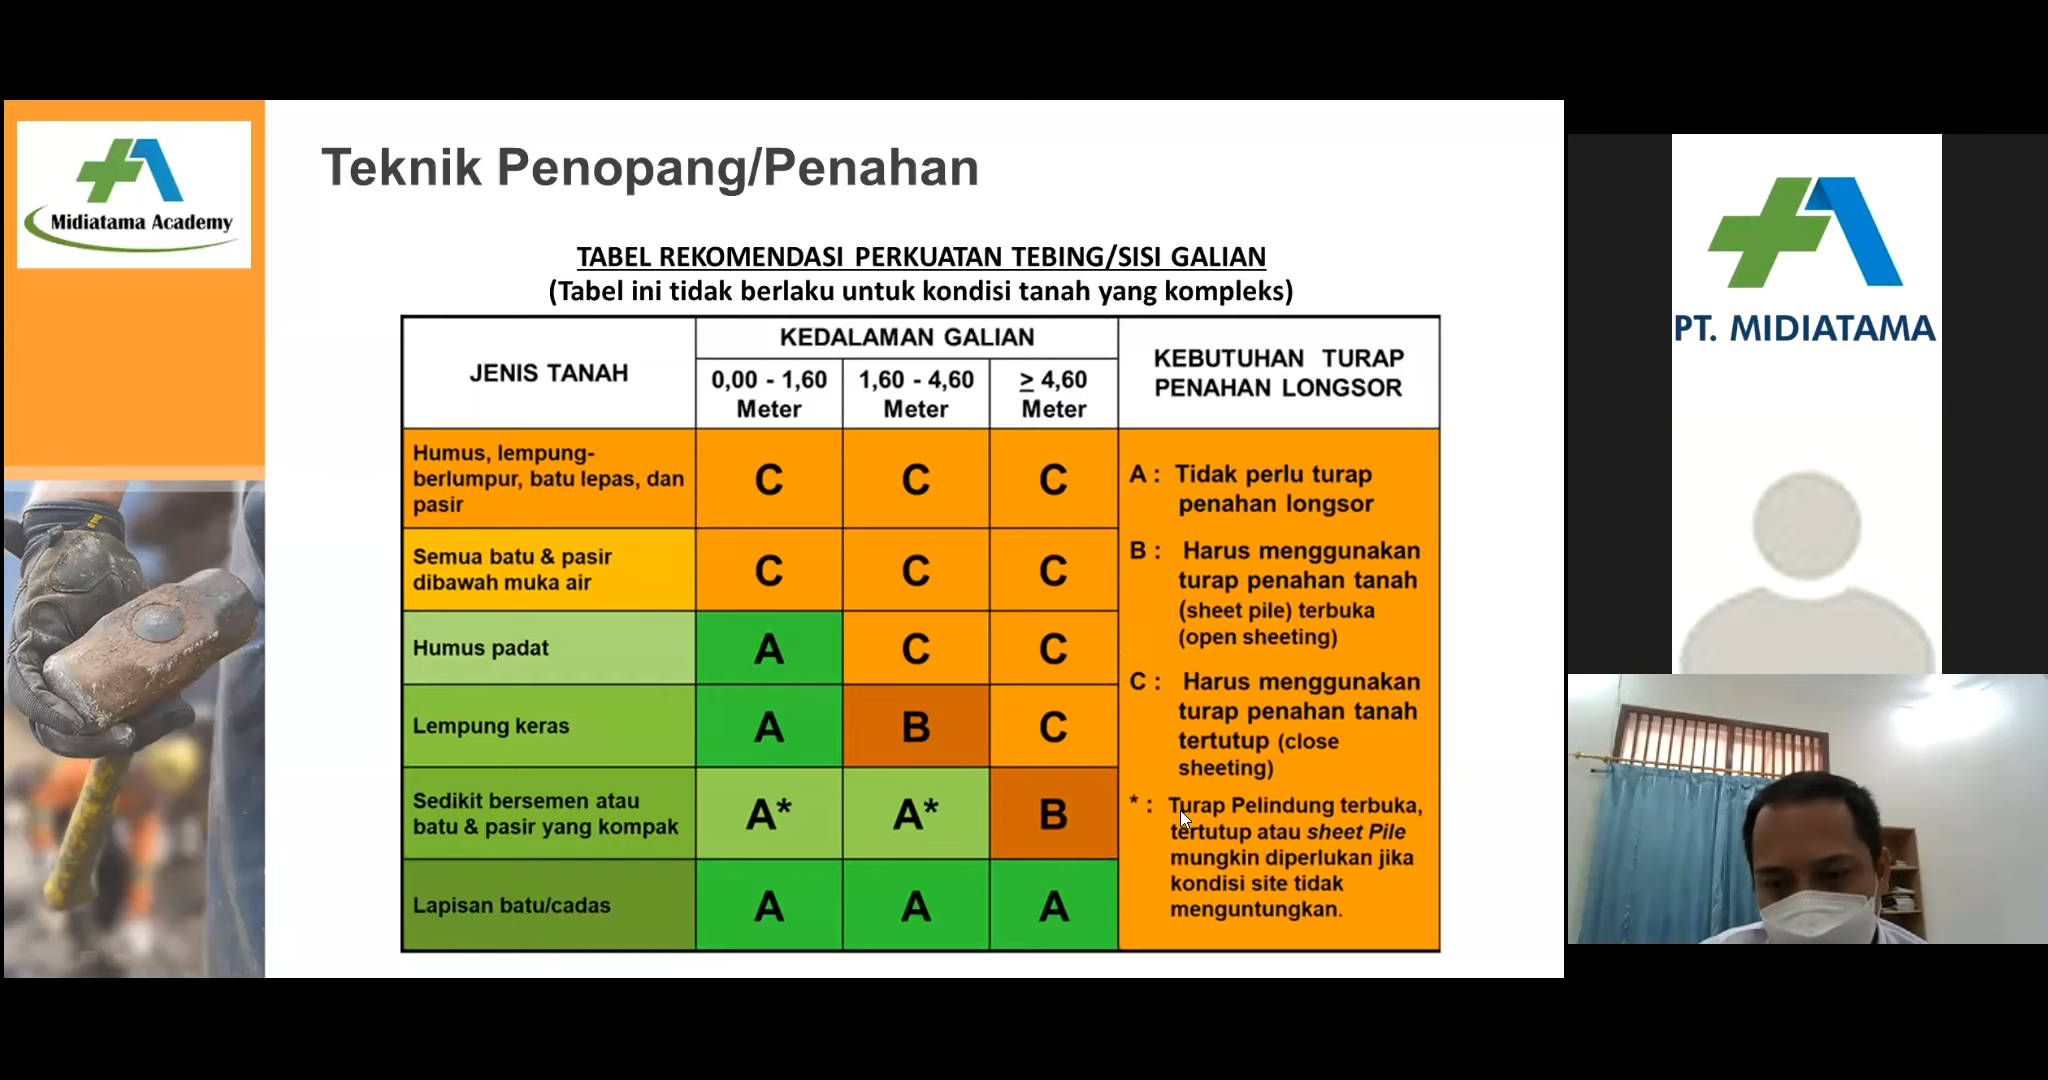 Midiatama Academy
Teknik Penopang/Penahan
TABEL REKOMENDASI PERKUATAN TEBING/SISI GALIAN
(Tabel ini tidak berlaku untuk kondisi tanah yang kompleks)
JENIS TANAH
KEDALAMAN GALIAN
KEBUTUHAN TURAP
PENAHAN LONGSOR
0,00 - 1,60
Meter
1,60 - 4,60
Meter
≥ 4,60
Meter
Humus, lempung-
berlumpur, batu lepas, dan
pasir
C
C
C
Semua batu & pasir
dibawah muka air
C
C
C
Humus padat
A
C
C
Lempung keras
A
B
C
Sedikit bersemen atau
batu & pasir yang kompak
A*
A*
B
Lapisan batu/cadas
A
A
A
A : Tidak perlu turap
penahan longsor
B : Harus menggunakan
turap penahan tanah
(sheet pile) terbuka
(open sheeting)
C : Harus menggunakan
turap penahan tanah
tertutup (close
sheeting)
* : Turap Pelindung terbuka,
tertutup atau sheet Pile
mungkin diperlukan jika
kondisi site tidak
menguntungkan.
PT. MIDIATAMA